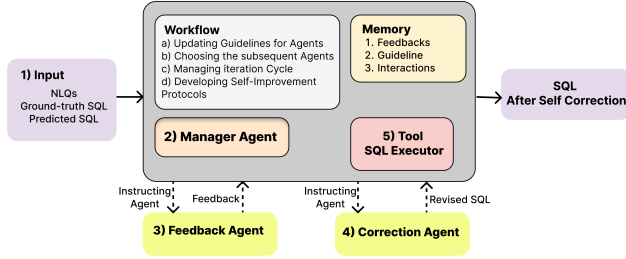 1) Input
NLQs
Ground-truth SQL
Predicted SQL
Workflow
a) Updating Guidelines for Agents
b) Choosing the subsequent Agents
c) Managing iteration Cycle
d) Developing Self-Improvement
Protocols
Memory
1. Feedbacks
2. Guideline
3. Interactions
2) Manager Agent
5) Tool
SQL Executor
SQL
After Self Correction
Instructing
Agent
Feedback
Instructing
Agent
Revised SQL
3) Feedback Agent
4) Correction Agent